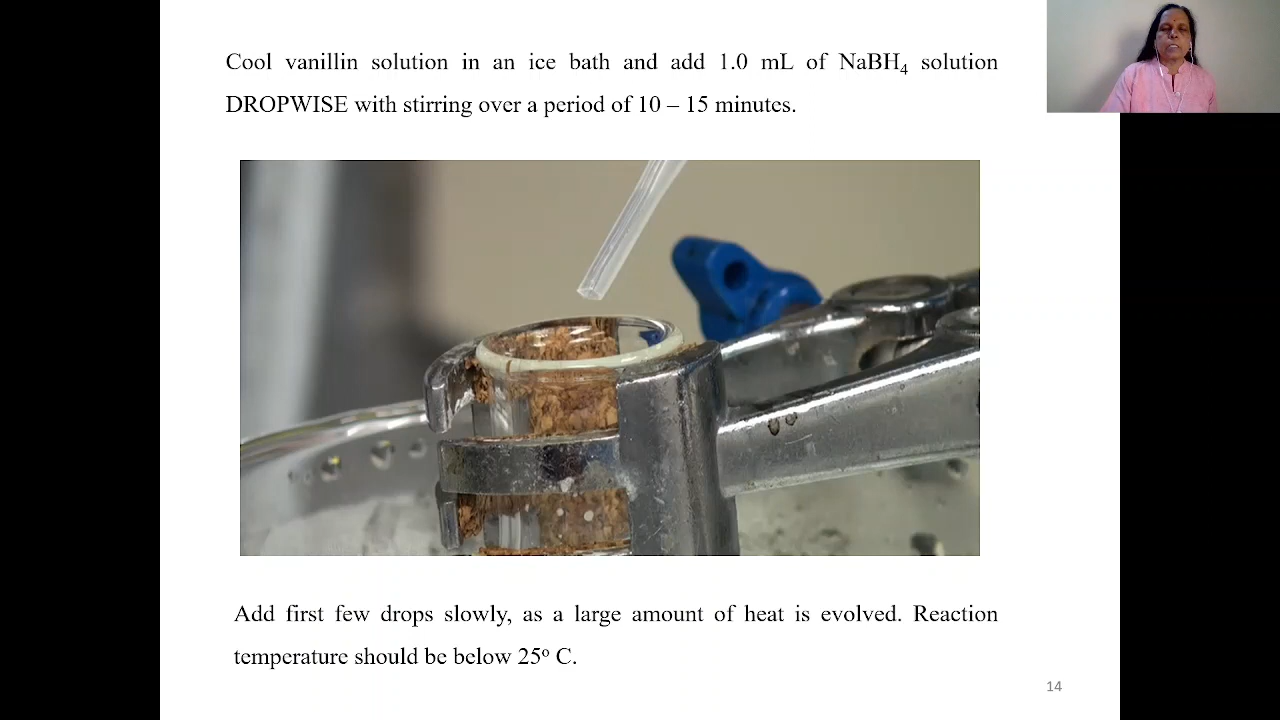 Cool vanillin solution in an ice bath and add 1.0 mL of NaBH₄ solution
DROPWISE with stirring over a period of 10 – 15 minutes.
Add first few drops slowly, as a large amount of heat is evolved. Reaction
temperature should be below 25º C.
14